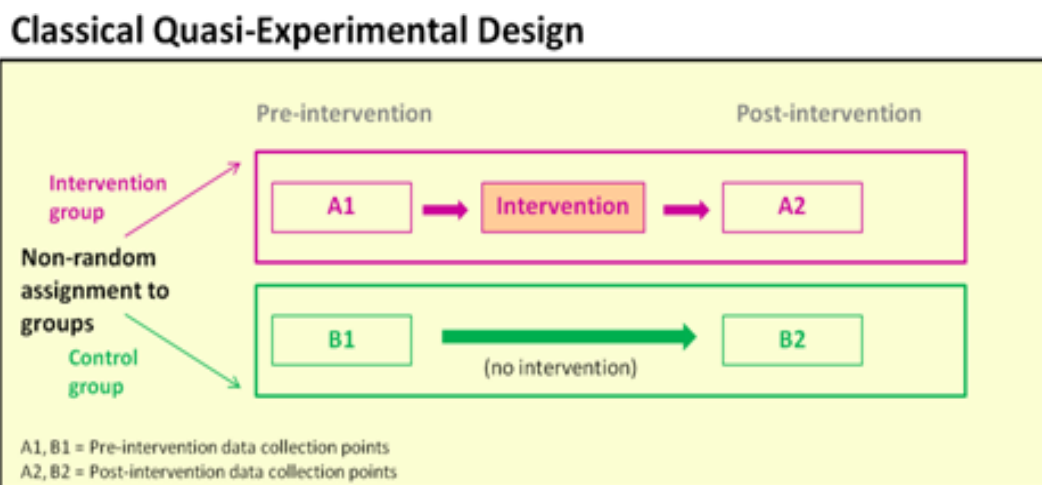 Classical Quasi-Experimental Design
Pre-intervention
Post-intervention
Intervention
group
A1
Intervention
A2
Non-random
assignment to
groups
B1
B2
(no intervention)
Control
group
A1, B1 = Pre-intervention data collection points
A2, B2 = Post-intervention data collection points